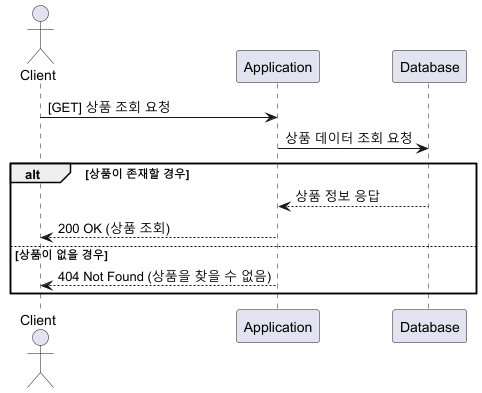 Client
Application
Database
[GET] 상품 조회 요청
상품 데이터 조회 요청
alt
[상품이 존재할 경우]
상품 정보 응답
200 OK (상품 조회)
[상품이 없을 경우]
404 Not Found (상품을 찾을 수 없음)
Client
Application
Database